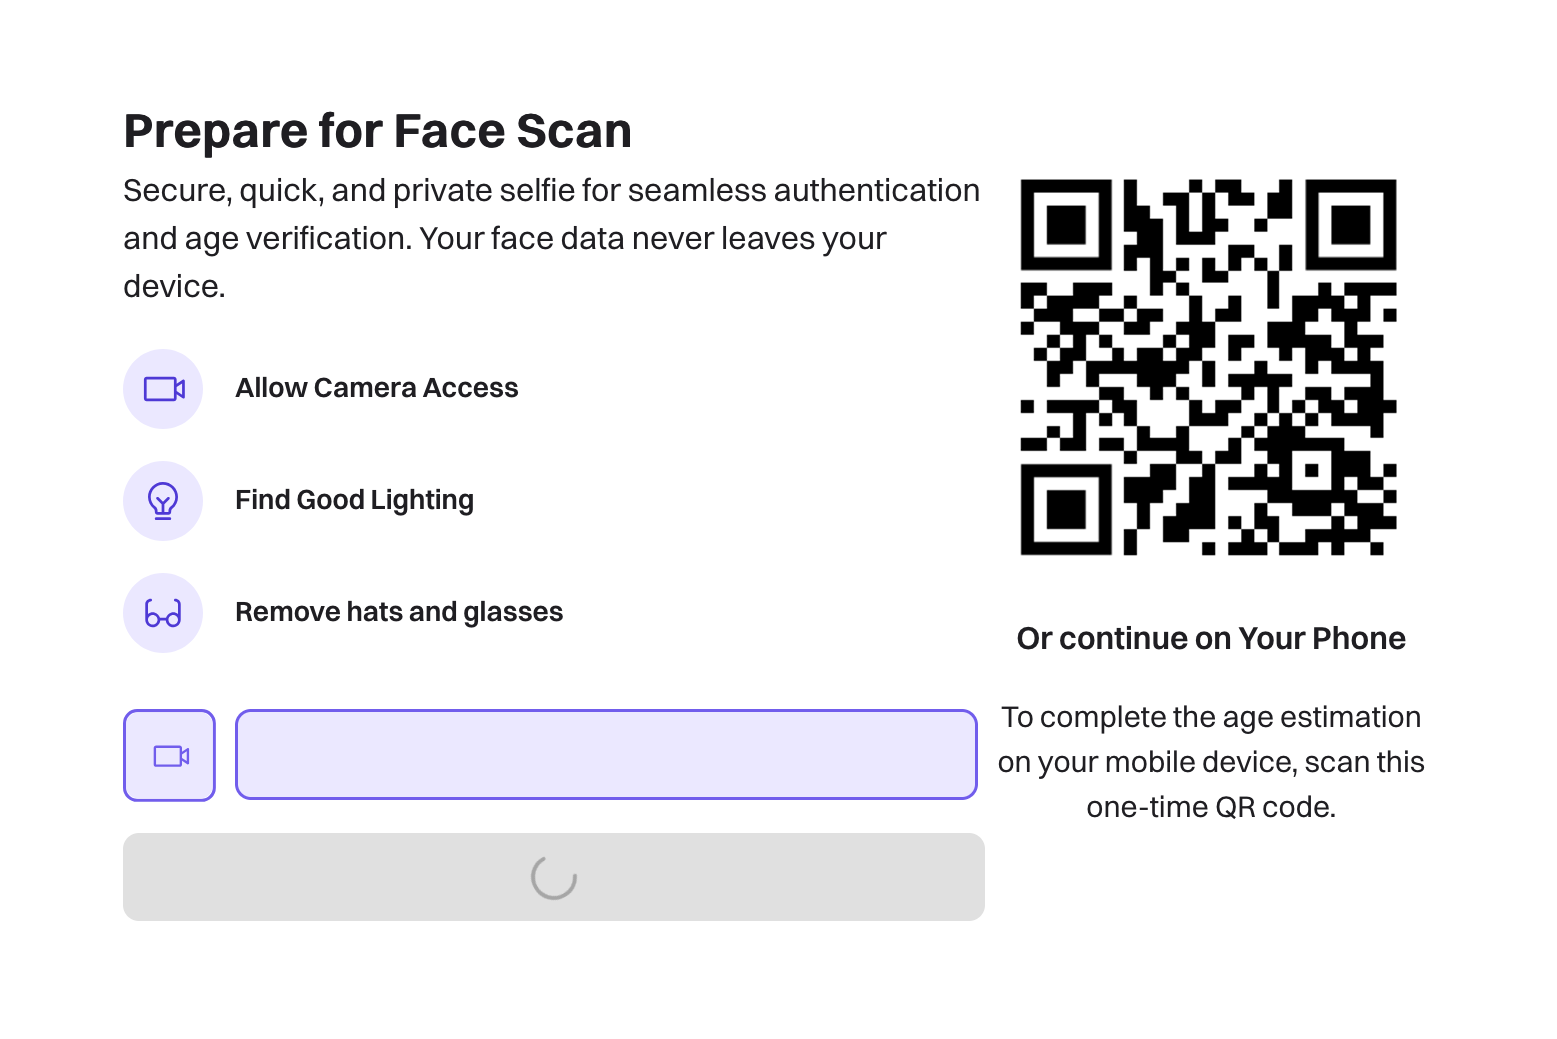 Prepare for Face Scan
Secure, quick, and private selfie for seamless authentication
and age verification. Your face data never leaves your
device.
Allow Camera Access
Find Good Lighting
Remove hats and glasses
Or continue on Your Phone
To complete the age estimation
on your mobile device, scan this
one-time QR code.